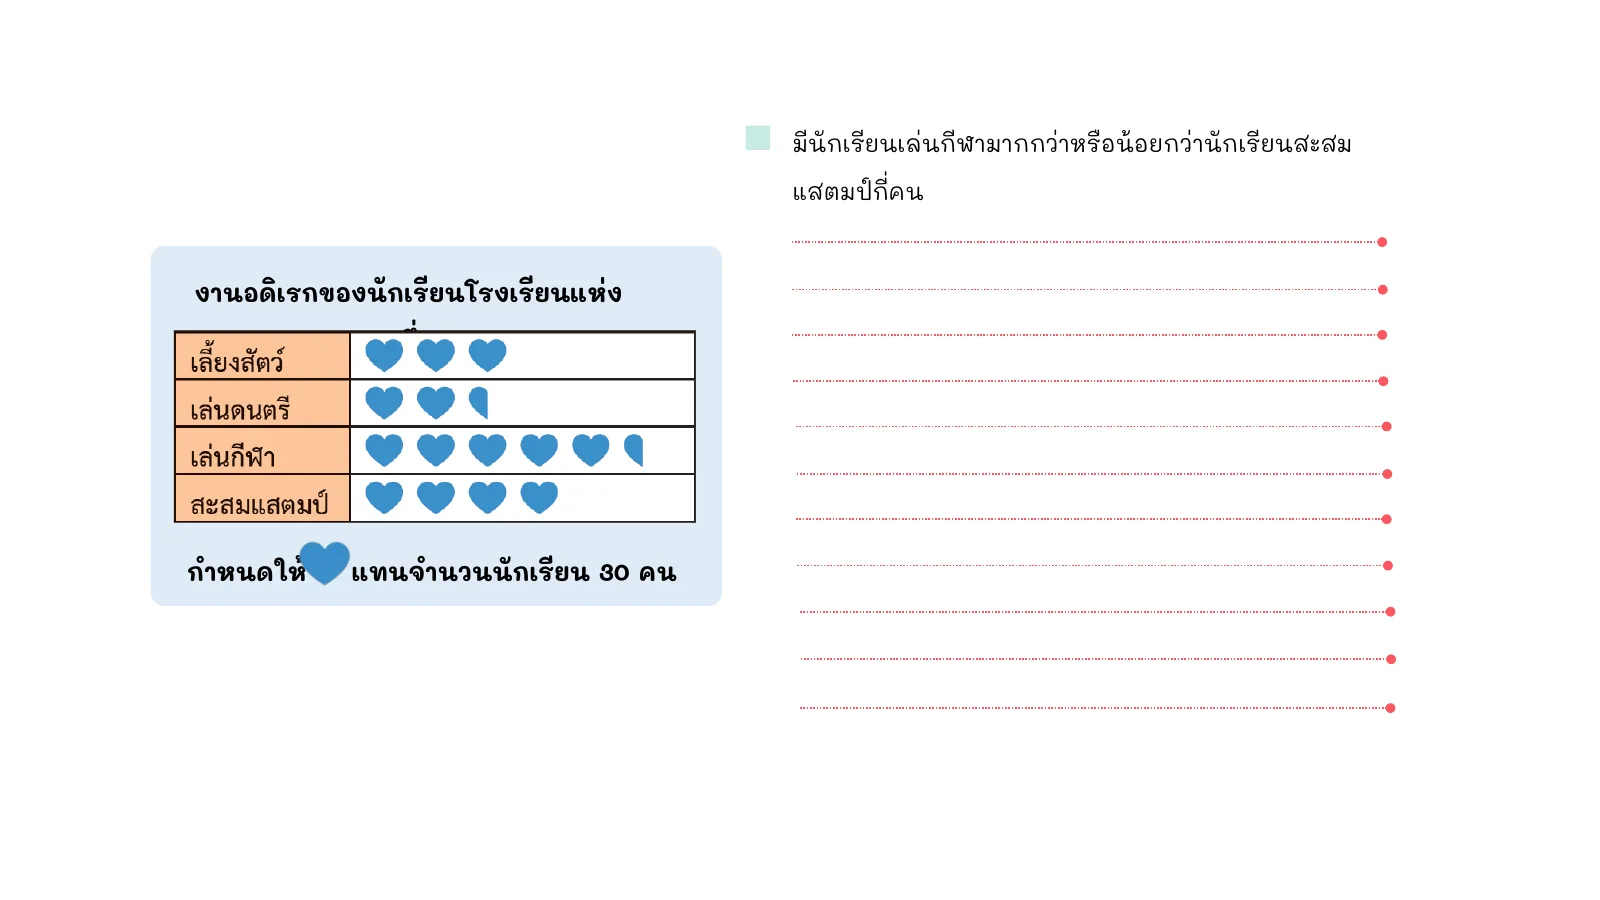 มีนักเรียนเล่นกีฬามากกว่าหรือน้อยกว่านักเรียนสะสม
แสตมป์กี่คน
งานอดิเรกของนักเรียนโรงเรียนแห่ง
เลี้ยงสัตว์
เล่นดนตรี
เล่นกีฬา
สะสมแสตมป์
กำหนดให้ แทนจำนวนนักเรียน 30 คน